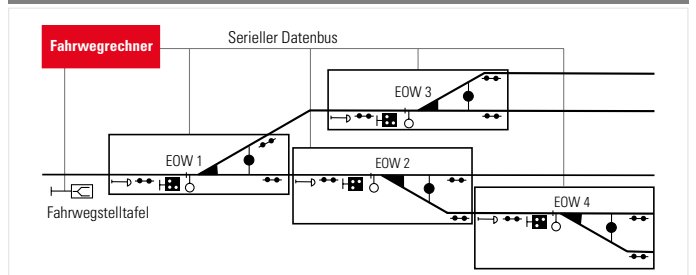 Fahrwegrechner
Serieller Datenbus
EOW 3
EOW 1
EOW 2
EOW 4
Fahrwegstelltafel